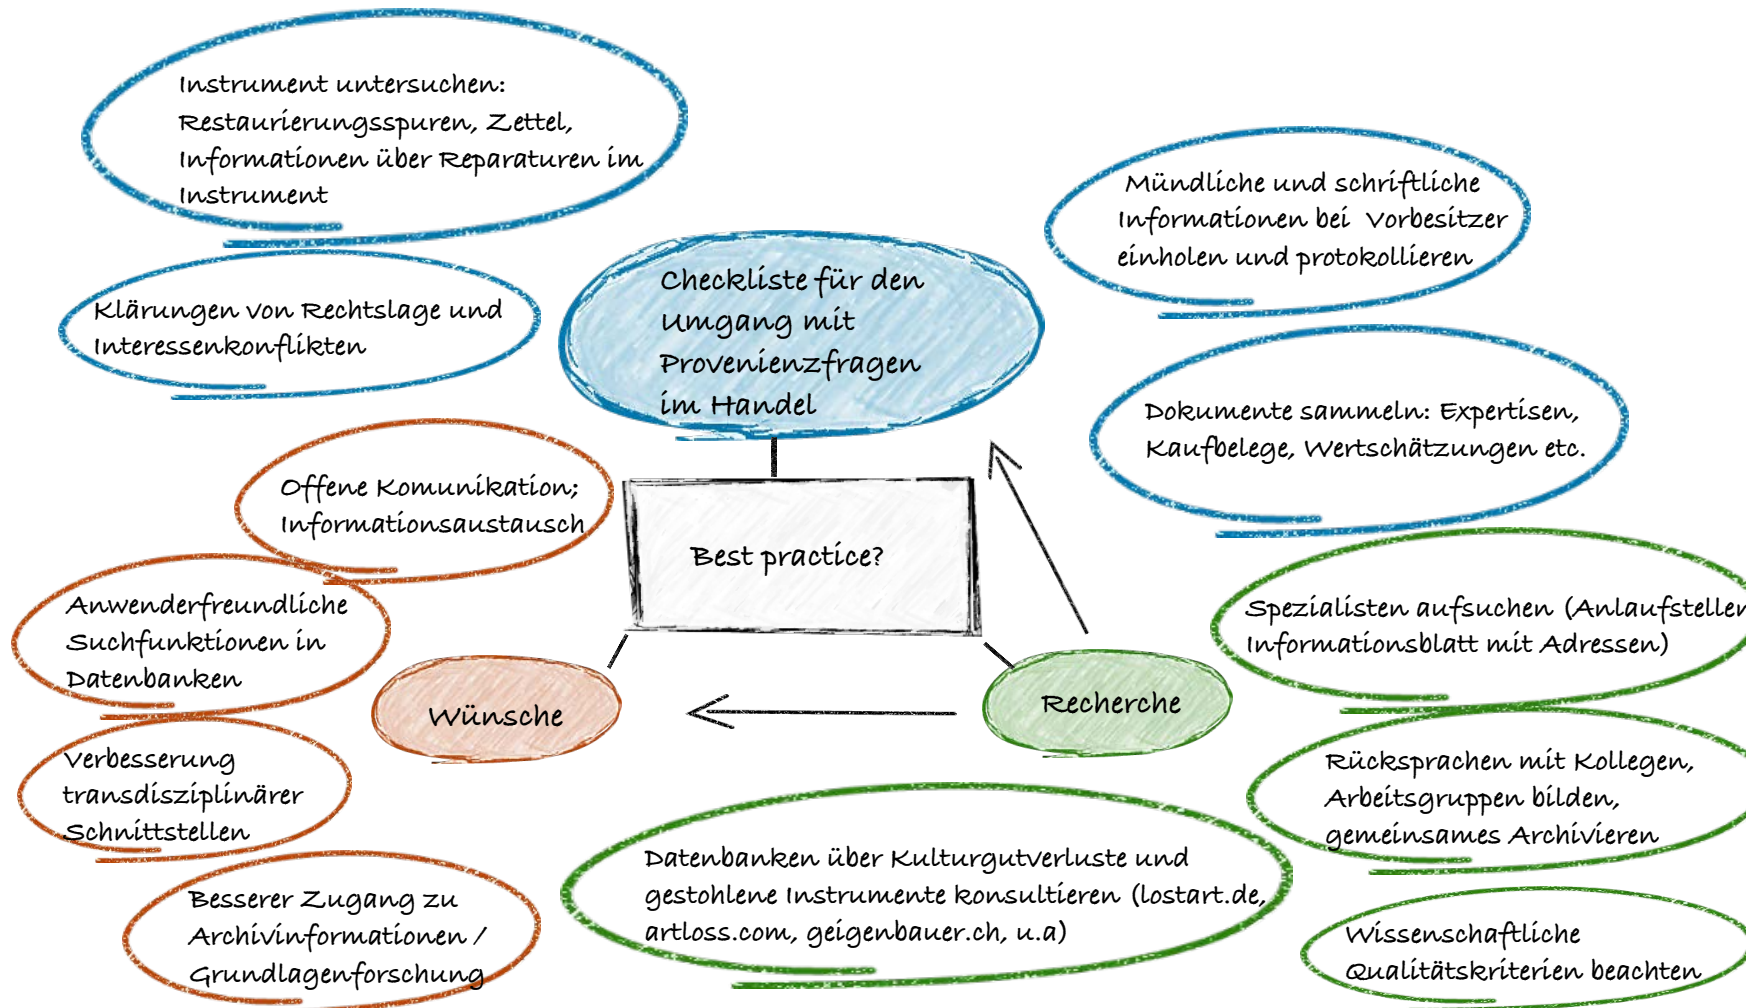 Instrument untersuchen:
Restaurierungsspuren, Zettel,
Informationen über Reparaturen im
Instrument
Mündliche und schriftliche
Informationen bei Vorbesitzer
einholen und protokollieren
Checkliste für den
Umgang mit
Provenienzfragen
im Handel
Klärungen von Rechtslage und
Interessenkonflikten
Dokumente sammeln: Expertisen,
Kaufbelege, Wertschätzungen etc.
Offene Komunikation;
Informationsaustausch
Best practice?
Anwenderfreundliche
Suchfunktionen in
Datenbanken
Spezialisten aufsuchen (Anlaufstellen
Informationsblatt mit Adressen)
Wünsche
Recherche
Verbesserung
transdisziplinärer
Schnittstellen
Rücksprachen mit Kollegen,
Arbeitsgruppen bilden,
gemeinsames Archivieren
Datenbanken über Kulturgutverluste und
gestohlene Instrumente konsultieren (lostart.de,
artloss.com, geigenbauer.ch, u.a)
Besserer Zugang zu
Archivinformationen /
Grundlagenforschung
Wissenschaftliche
Qualitätskriterien beachten